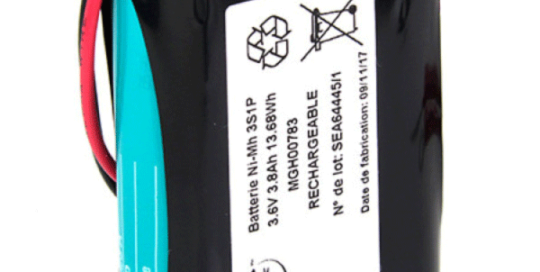 Batterie Ni-Mh 3S1P
3.6V 3.8Ah 13.68Wh
MGH00783
RECHARGEABLE
N° de lot: SEA64445/1
Date de fabrication: 09/11/17